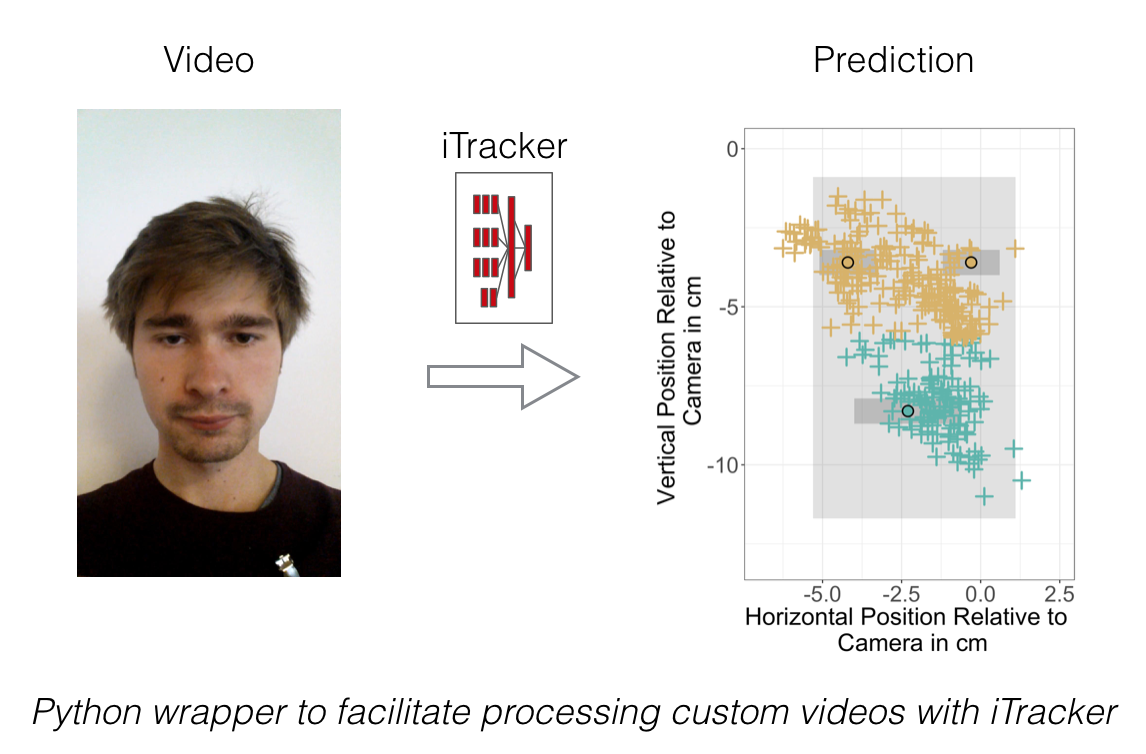 Video
Prediction
iTracker
0
-5
-10
Vertical Position Relative to
Camera in cm
-5.0 -2.5 0.0 2.5
Horizontal Position Relative to
Camera in cm
Python wrapper to facilitate processing custom videos with iTracker